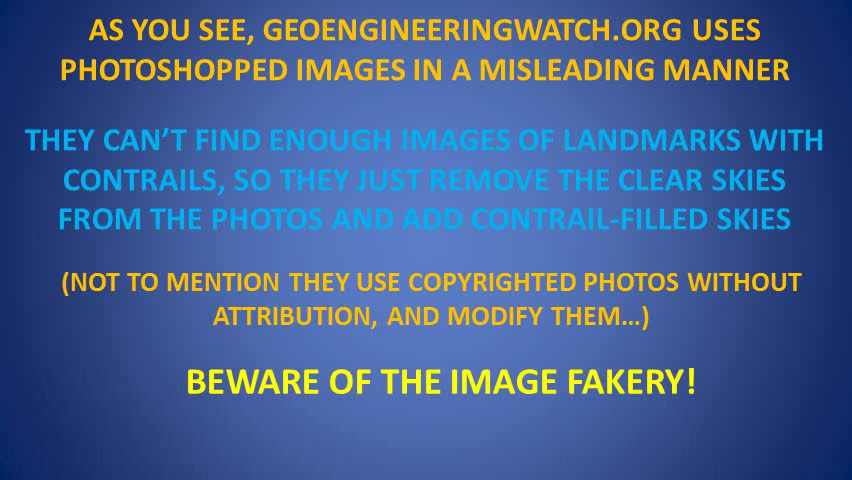 AS YOU SEE, GEOENGINEERINGWATCH.ORG USES
PHOTOSHOPPED IMAGES IN A MISLEADING MANNER
THEY CAN’T FIND ENOUGH IMAGES OF LANDMARKS WITH
CONTRAILS, SO THEY JUST REMOVE THE CLEAR SKIES
FROM THE PHOTOS AND ADD CONTRAIL-FILLED SKIES
(NOT TO MENTION THEY USE COPYRIGHTED PHOTOS WITHOUT
ATTRIBUTION, AND MODIFY THEM…)
BEWARE OF THE IMAGE FAKERY!